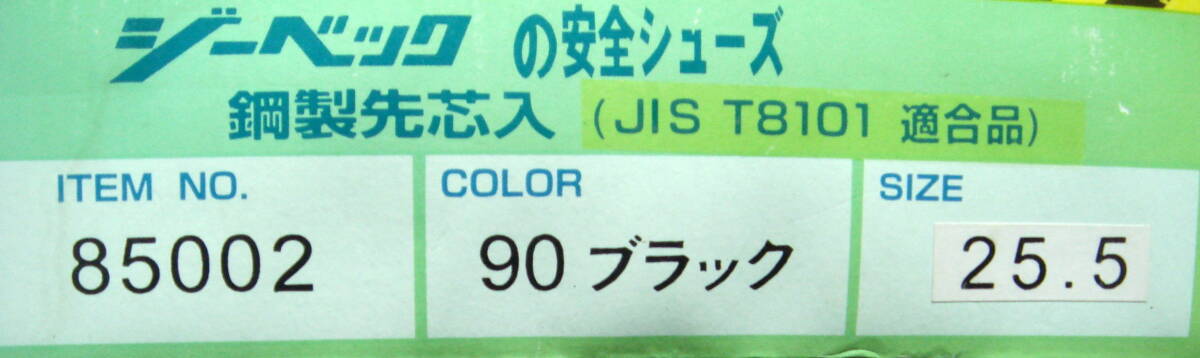 ジーベックの安全シューズ
鋼製先芯入 (JIS T8101 適合品)
ITEM NO. COLOR SIZE
85002 90 ブラック 25.5